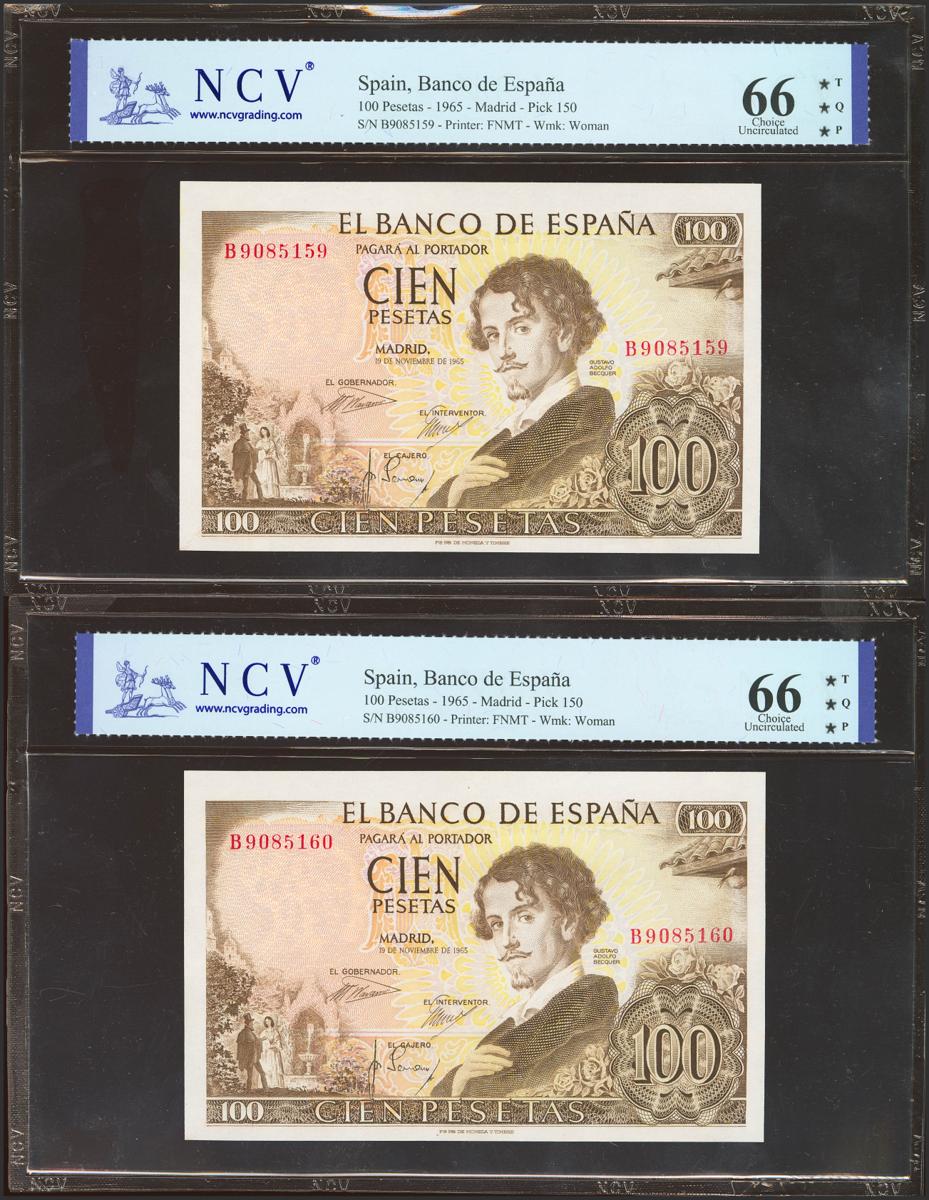 NCV®
www.ncvgrading.com
Spain, Banco de España
100 Pesetas - 1965 - Madrid - Pick 150
S/N B9085159 - Printer: FNMT - Wmk: Woman
66
Choice
Uncirculated
★ T
★ Q
★ P
EL BANCO DE ESPAÑA
100
B9085159
PAGARÁ AL PORTADOR
CIEN
PESETAS
MADRID,
19 DE NOVIEMBRE DE 1965
B9085159
GUSTAVO
ADOLFO
BECQUER
EL GOBERNADOR.
EL INTERVENTOR.
EL CAJERO.
100
100
CIEN PESETAS
NCV®
www.ncvgrading.com
Spain, Banco de España
100 Pesetas - 1965 - Madrid - Pick 150
S/N B9085160 - Printer: FNMT - Wmk: Woman
66
Choice
Uncirculated
★ T
★ Q
★ P
EL BANCO DE ESPAÑA
100
B9085160
PAGARÁ AL PORTADOR
CIEN
PESETAS
MADRID,
19 DE NOVIEMBRE DE 1965
B9085160
GUSTAVO
ADOLFO
BECQUER
EL GOBERNADOR.
EL INTERVENTOR.
EL CAJERO.
100
100
CIEN PESETAS